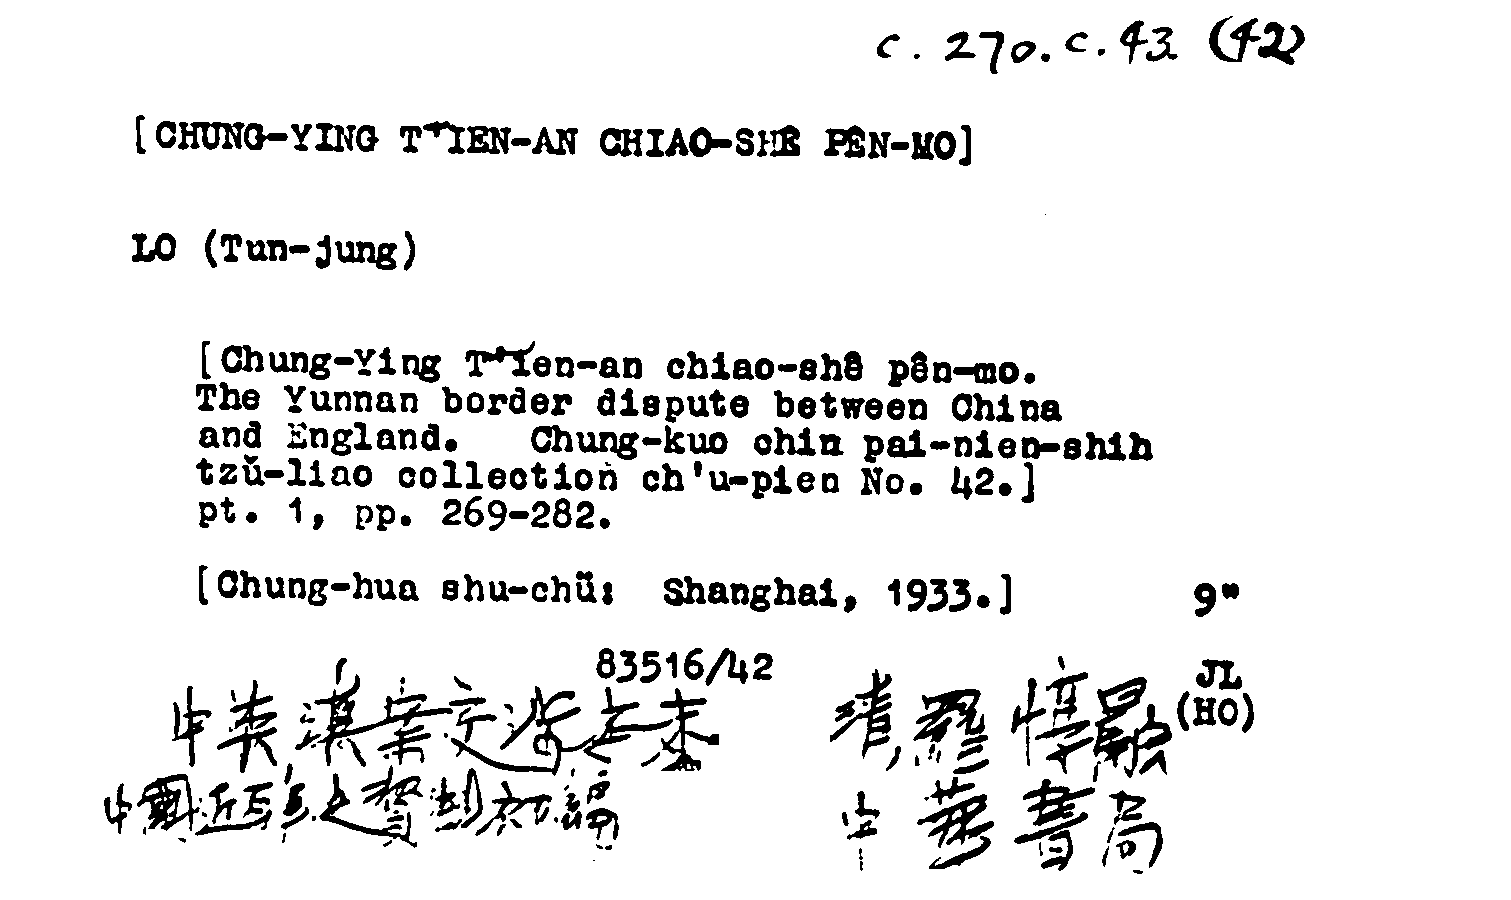 c. 270. c. 43 (42)
[CHUNG-YING T'IEN-AN CHIAO-SHÊ PÊN-MO]
LO (Tun-jung)
[Chung-Ying T'ien-an chiao-shê pên-mo.
The Yunnan border dispute between China
and England. Chung-kuo chin pai-nien-shih
tzŭ-liao collection ch'u-pien No. 42.]
pt. 1, pp. 269-282.
[Chung-hua shu-chü: Shanghai, 1933.] 9"
83516/42 JL
(HO)
中英滇案交涉本末 清 羅惇曧
中國近百年史資料初編 中華書局